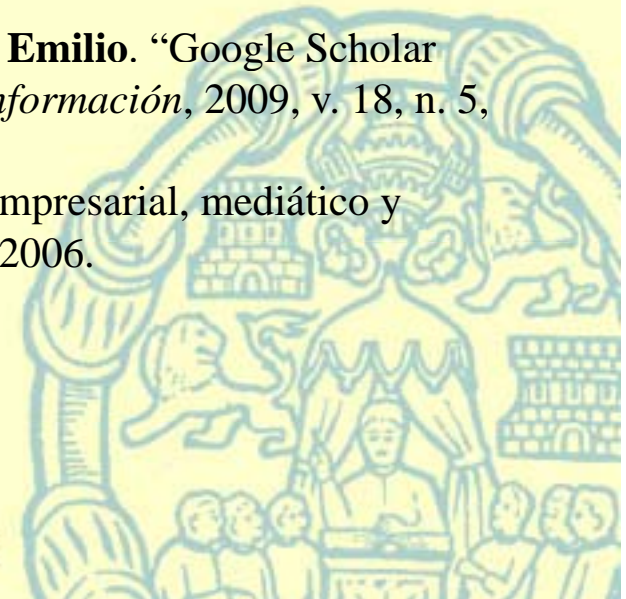 Emilio. “Google Scholar
nformación, 2009, v. 18, n. 5,
mpresarial, mediático y
2006.